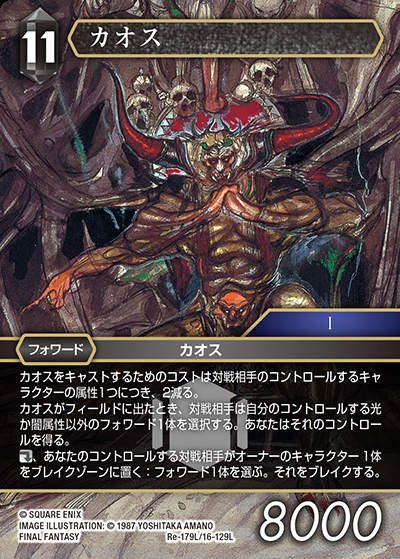 11
カオス
I
フォワード
カオス
カオスをキャストするためのコストは対戦相手のコントロールするキャ
ラクターの属性1つにつき、2減る。
カオスがフィールドに出たとき、対戦相手は自分のコントロールする光
か闇属性以外のフォワード1体を選択する。あなたはそれのコントロー
ルを得る。
、あなたのコントロールする対戦相手がオーナーのキャラクター 1体
をブレイクゾーンに置く：フォワード1体を選ぶ。それをブレイクする。
© SQUARE ENIX
IMAGE ILLUSTRATION: © 1987 YOSHITAKA AMANO
FINAL FANTASY
Re-179L/16-129L
8000